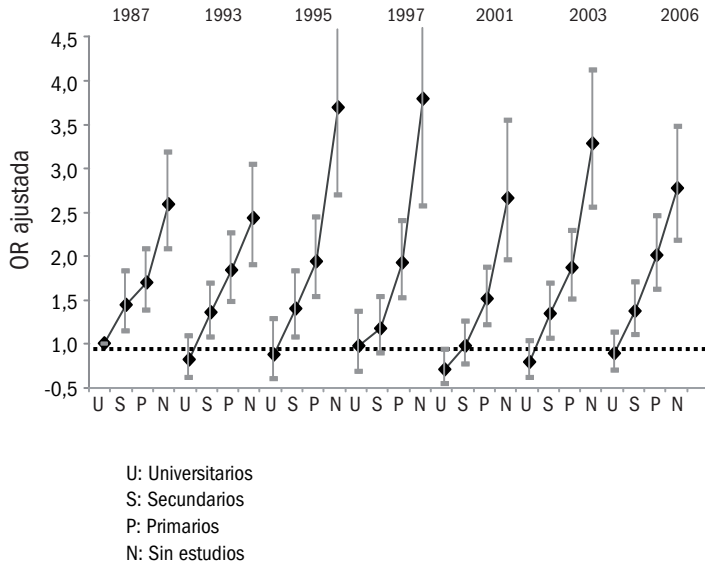 1987 1993 1995 1997 2001 2003 2006
OR ajustada
4,5
4,0
3,5
3,0
2,5
2,0
1,5
1,0
-0,5
U S P N U S P N U S P N U S P N U S P N U S P N U S P N
U: Universitarios
S: Secundarios
P: Primarios
N: Sin estudios